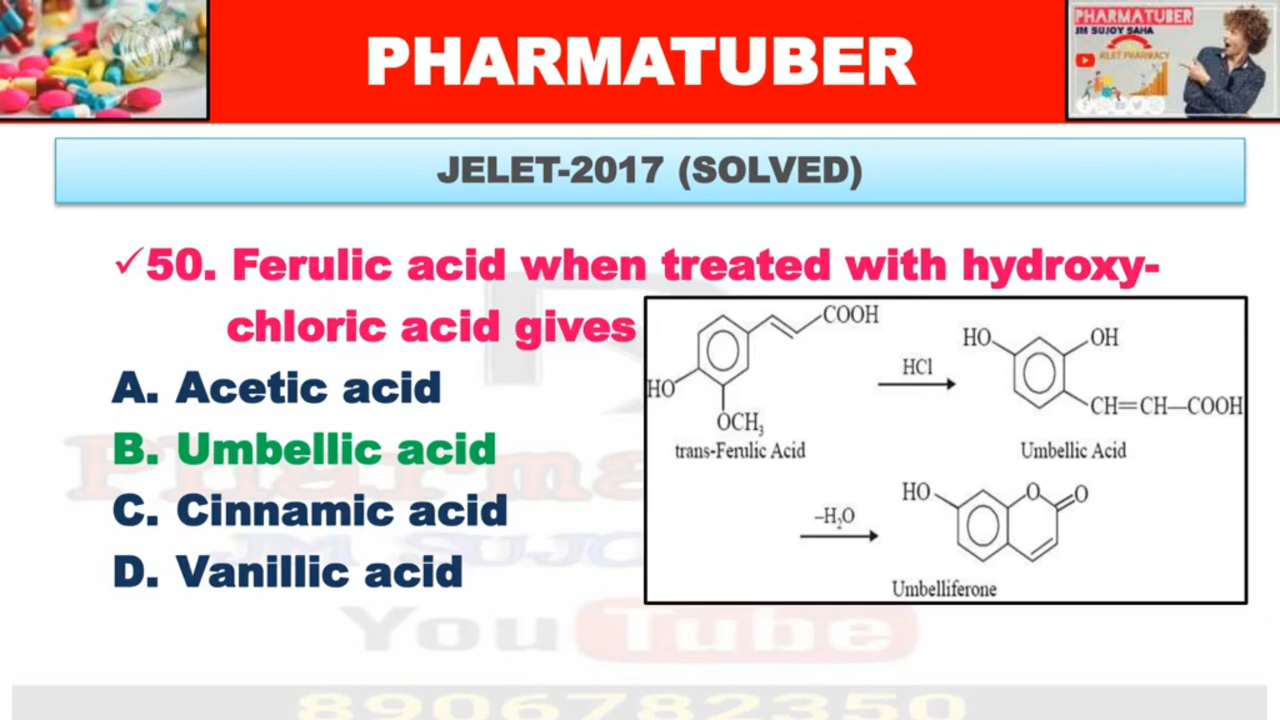 PHARMATUBER
PHARMATUBER
JM SUJOY SAHA
JELET PHARMACY
JELET-2017 (SOLVED)
✓50. Ferulic acid when treated with hydroxy-
chloric acid gives
A. Acetic acid
B. Umbellic acid
C. Cinnamic acid
D. Vanillic acid
COOH
HO
OCH₃
trans-Ferulic Acid
HCl
HO
OH
CH=CH—COOH
Umbellic Acid
–H₂O
HO
O
O
Umbelliferone
YouTube
8906782350